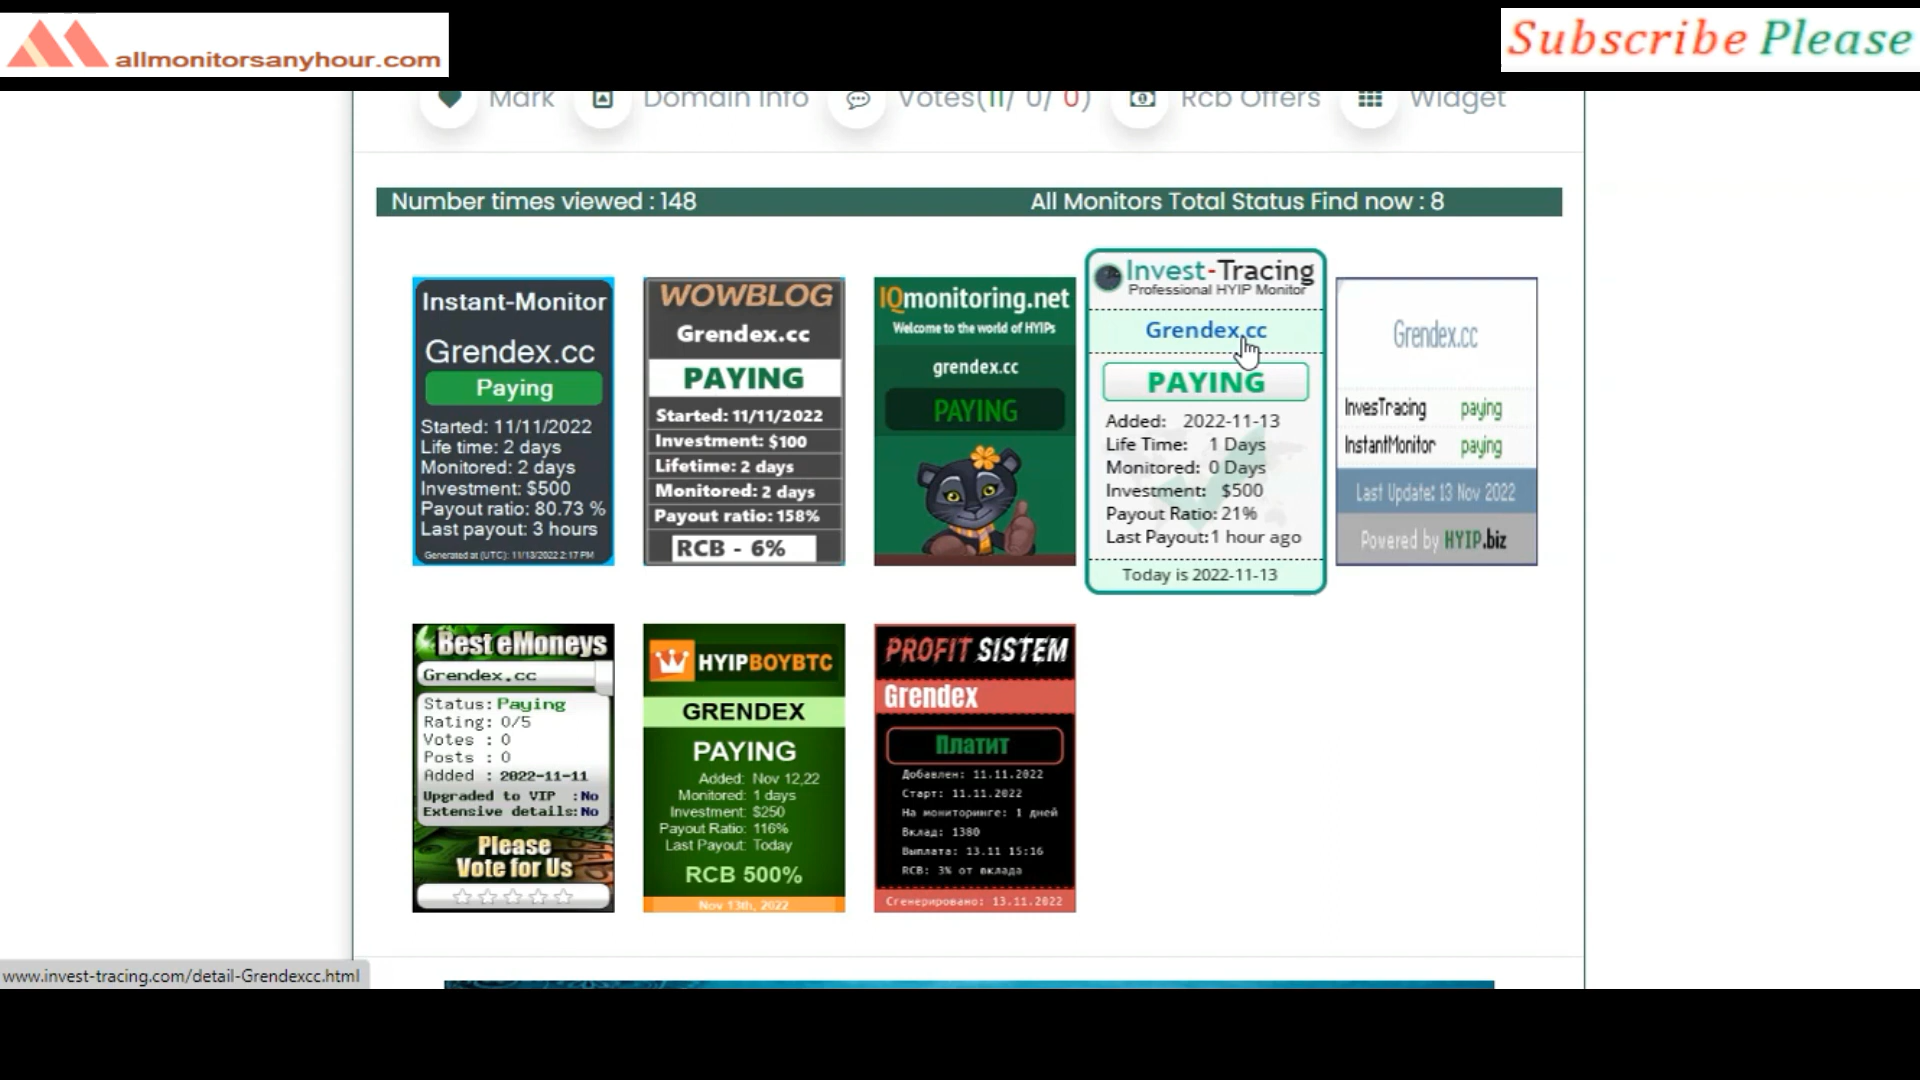 allmonitorsanyhour.com
Subscribe Please
Mark
Domain Info
Votes(11/ 0/ 0)
Rcb Offers
Widget
Number times viewed : 148
All Monitors Total Status Find now : 8
Instant-Monitor
Grendex.cc
Paying
Started: 11/11/2022
Life time: 2 days
Monitored: 2 days
Investment: $500
Payout ratio: 80.73 %
Last payout: 3 hours
Generated at (UTC): 11/13/2022 2:17 PM
WOWBLOG
Grendex.cc
PAYING
Started: 11/11/2022
Investment: $100
Lifetime: 2 days
Monitored: 2 days
Payout ratio: 158%
RCB - 6%
IQmonitoring.net
Welcome to the world of HYIPs
grendex.cc
PAYING
Invest-Tracing
Professional HYIP Monitor
Grendex.cc
PAYING
Added: 2022-11-13
Life Time: 1 Days
Monitored: 0 Days
Investment: $500
Payout Ratio: 21%
Last Payout: 1 hour ago
Today is 2022-11-13
Grendex.cc
InvesTracing paying
InstantMonitor paying
Last Update: 13 Nov 2022
Powered by HYIP.biz
Best eMoneys
Grendex.cc
Status: Paying
Rating: 0/5
Votes : 0
Posts : 0
Added : 2022-11-11
Upgraded to VIP :No
Extensive details:No
Please
Vote for Us
HYIPBOYBTC
GRENDEX
PAYING
Added: Nov 12,22
Monitored: 1 days
Investment: $250
Payout Ratio: 116%
Last Payout: Today
RCB 500%
Nov 13th, 2022
PROFIT SISTEM
Grendex
Платит
Добавлен: 11.11.2022
Старт: 11.11.2022
На мониторинге: 1 дней
Вклад: 1380
Выплата: 13.11 15:16
RCB: 3% от вклада
Сгенерировано: 13.11.2022
www.invest-tracing.com/detail-Grendexcc.html